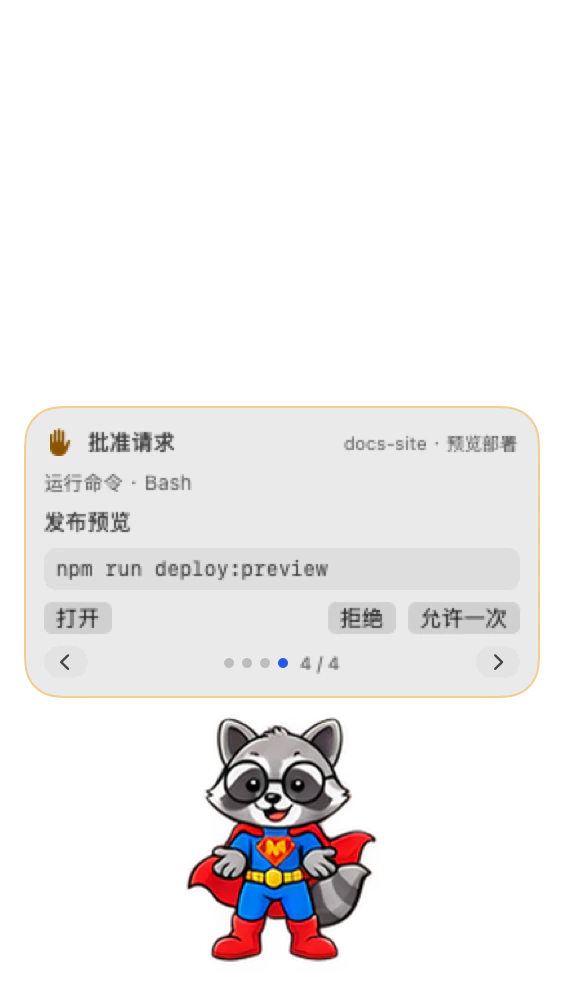 批准请求 docs-site · 预览部署
运行命令 · Bash
发布预览
npm run deploy:preview
打开 拒绝 允许一次
4 / 4
M